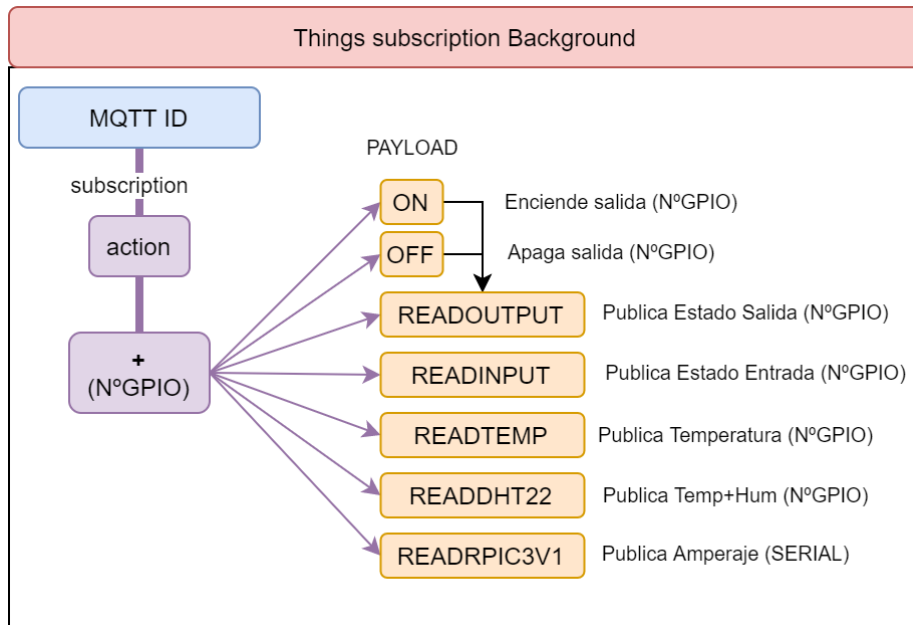 Things subscription Background
MQTT ID
subscription
action
+
(NºGPIO)
PAYLOAD
ON
Enciende salida (NºGPIO)
OFF
Apaga salida (NºGPIO)
READOUTPUT
Publica Estado Salida (NºGPIO)
READINPUT
Publica Estado Entrada (NºGPIO)
READTEMP
Publica Temperatura (NºGPIO)
READDHT22
Publica Temp+Hum (NºGPIO)
READRPIC3V1
Publica Amperaje (SERIAL)